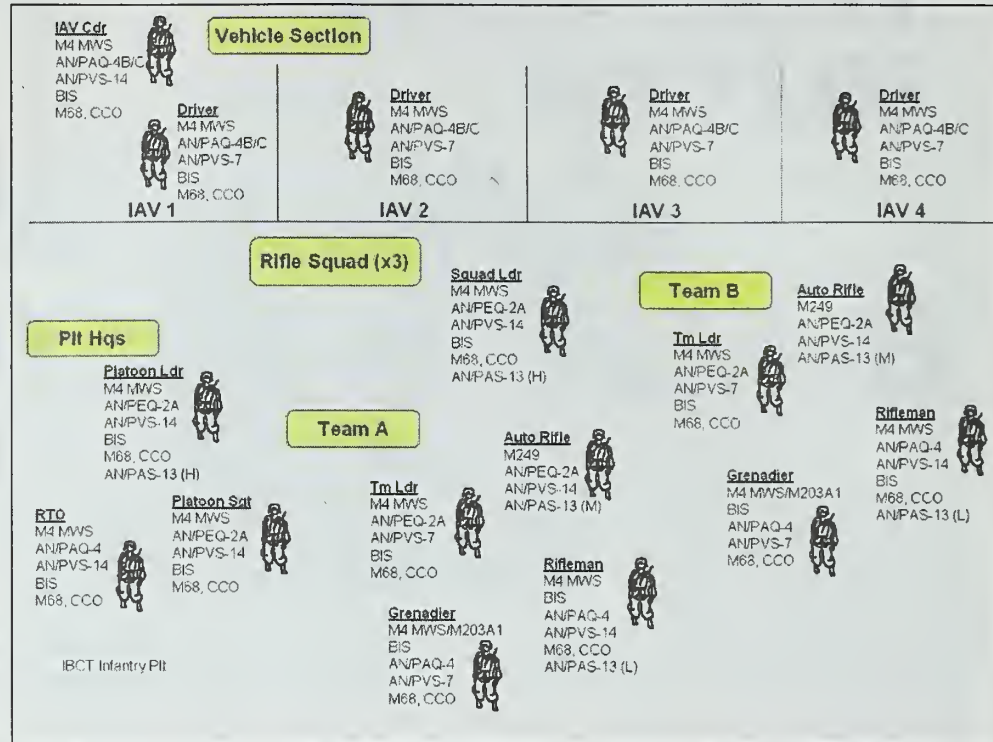 Vehicle Section
IAV Cdr
M4 MWS
AN/PAQ-4B/C
AN/PVS-14
BIS
M68, CCO
Driver
M4 MWS
AN/PAQ-4B/C
AN/PVS-7
BIS
M68, CCO
IAV 1
Driver
M4 MWS
AN/PAQ-4B/C
AN/PVS-7
BIS
M68, CCO
IAV 2
Driver
M4 MWS
AN/PAQ-4B/C
AN/PVS-7
BIS
M68, CCO
IAV 3
Driver
M4 MWS
AN/PAQ-4B/C
AN/PVS-7
BIS
M68, CCO
IAV 4
Rifle Squad (x3)
Squad Ldr
M4 MWS
AN/PEQ-2A
AN/PVS-14
BIS
M68, CCO
AN/PAS-13 (H)
Plt Hqs
Platoon Ldr
M4 MWS
AN/PEQ-2A
AN/PVS-14
BIS
M68, CCO
AN/PAS-13 (H)
RTO
M4 MWS
AN/PAQ-4
AN/PVS-14
BIS
M68, CCO
Platoon Sgt
M4 MWS
AN/PEQ-2A
AN/PVS-14
BIS
M68, CCO
Team A
Tm Ldr
M4 MWS
AN/PEQ-2A
AN/PVS-7
BIS
M68, CCO
Auto Rifle
M249
AN/PEQ-2A
AN/PVS-14
AN/PAS-13 (M)
Grenadier
M4 MWS/M203A1
BIS
AN/PAQ-4
AN/PVS-7
M68, CCO
Rifleman
M4 MWS
BIS
AN/PAQ-4
AN/PVS-14
M68, CCO
AN/PAS-13 (L)
Team B
Tm Ldr
M4 MWS
AN/PEQ-2A
AN/PVS-7
BIS
M68, CCO
Auto Rifle
M249
AN/PEQ-2A
AN/PVS-14
AN/PAS-13 (M)
Grenadier
M4 MWS/M203A1
BIS
AN/PAQ-4
AN/PVS-7
M68, CCO
Rifleman
M4 MWS
AN/PAQ-4
AN/PVS-14
BIS
M68, CCO
AN/PAS-13 (L)
IBCT Infantry Plt